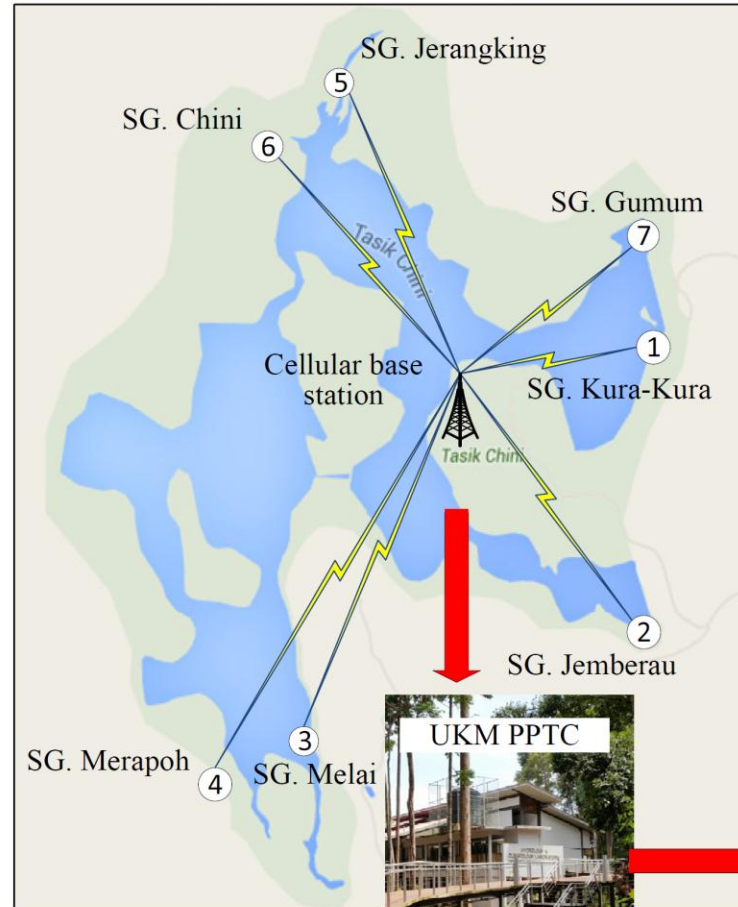 SG. Jerangking
5
SG. Chini
6
SG. Gumum
7
Tasik Chini
1
Cellular base
station
SG. Kura-Kura
Tasik Chini
2
SG. Jemberau
UKM PPTC
3
SG. Merapoh
SG. Melai
4